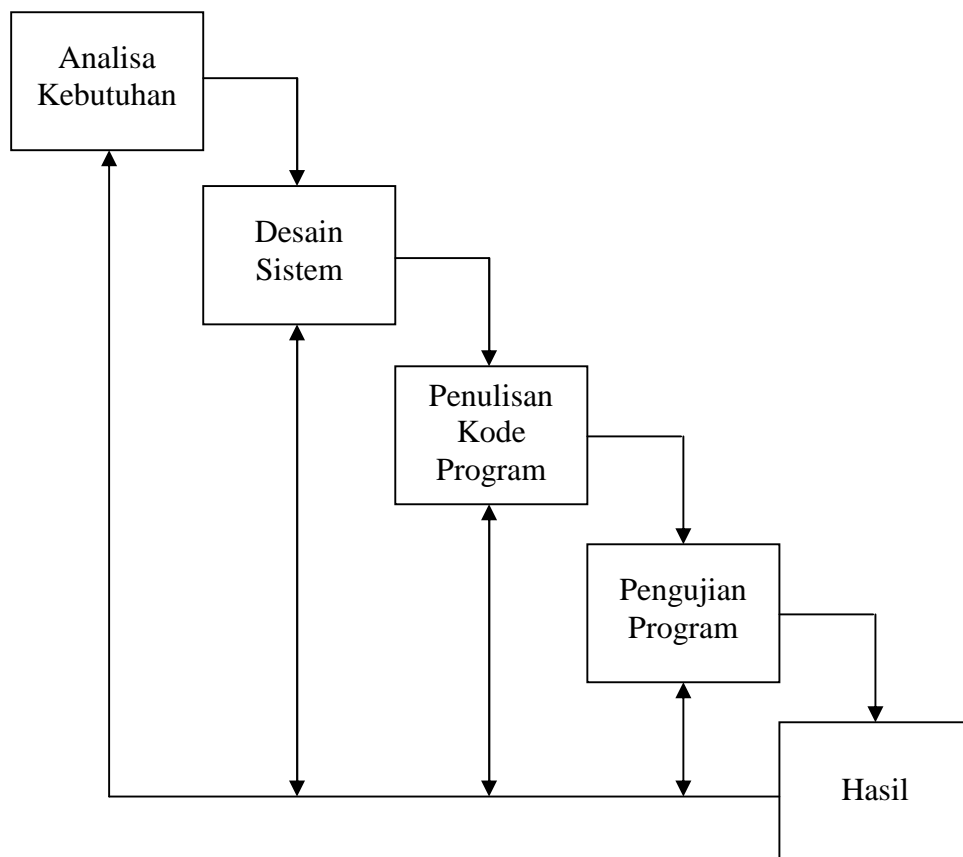 Analisa
Kebutuhan
Desain
Sistem
Penulisan
Kode
Program
Pengujian
Program
Hasil